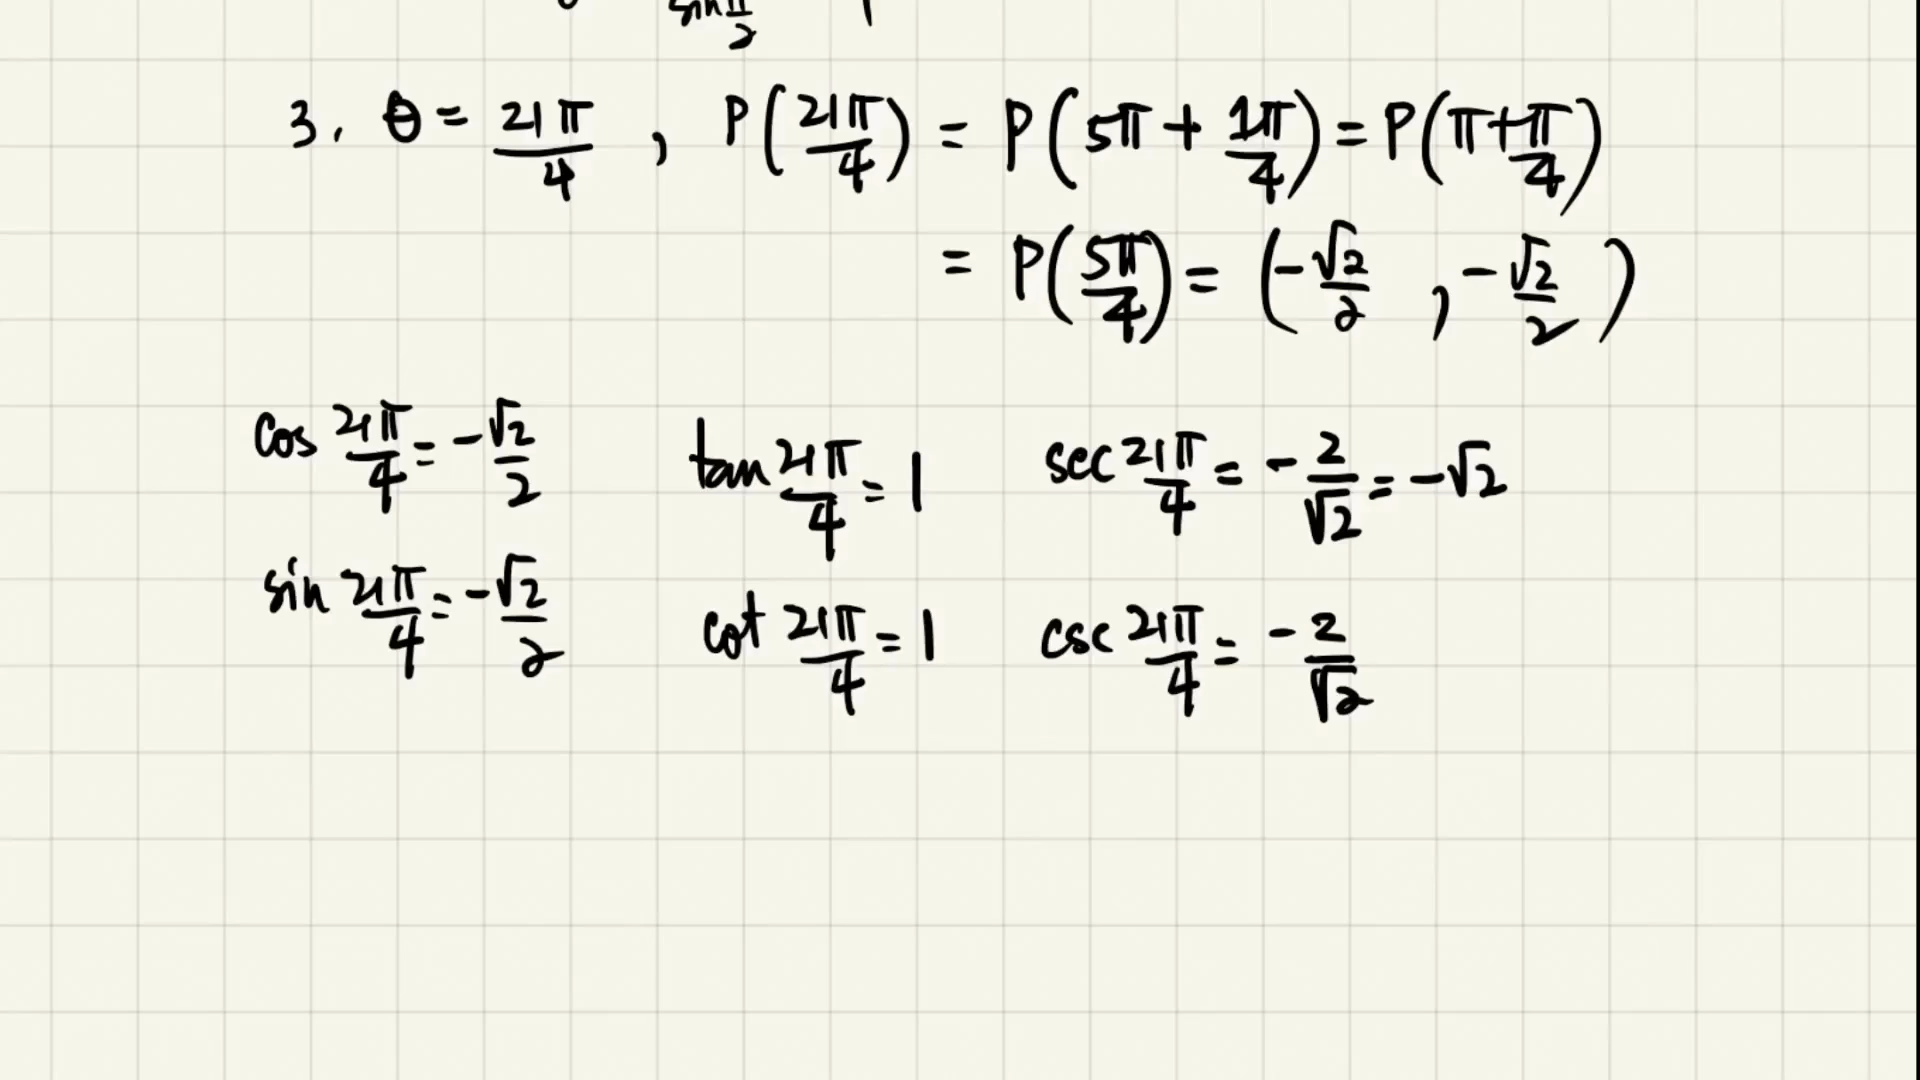 sin π/2
3. θ = 21π/4 , P(21π/4) = P(5π + 1π/4) = P(π + π/4)
= P(5π/4) = (-√2/2 , -√2/2)
cos 21π/4 = -√2/2 tan 21π/4 = 1 sec 21π/4 = -2/√2 = -√2
sin 21π/4 = -√2/2 cot 21π/4 = 1 csc 21π/4 = -2/√2